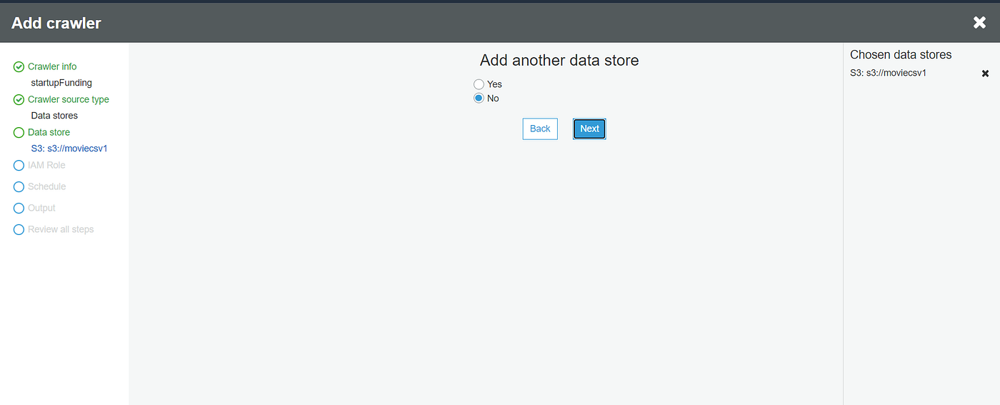 Add crawler
Crawler info
startupFunding
Crawler source type
Data stores
Data store
S3: s3://moviecsv1
IAM Role
Schedule
Output
Review all steps
Add another data store
Yes
No
Back Next
Chosen data stores
S3: s3://moviecsv1